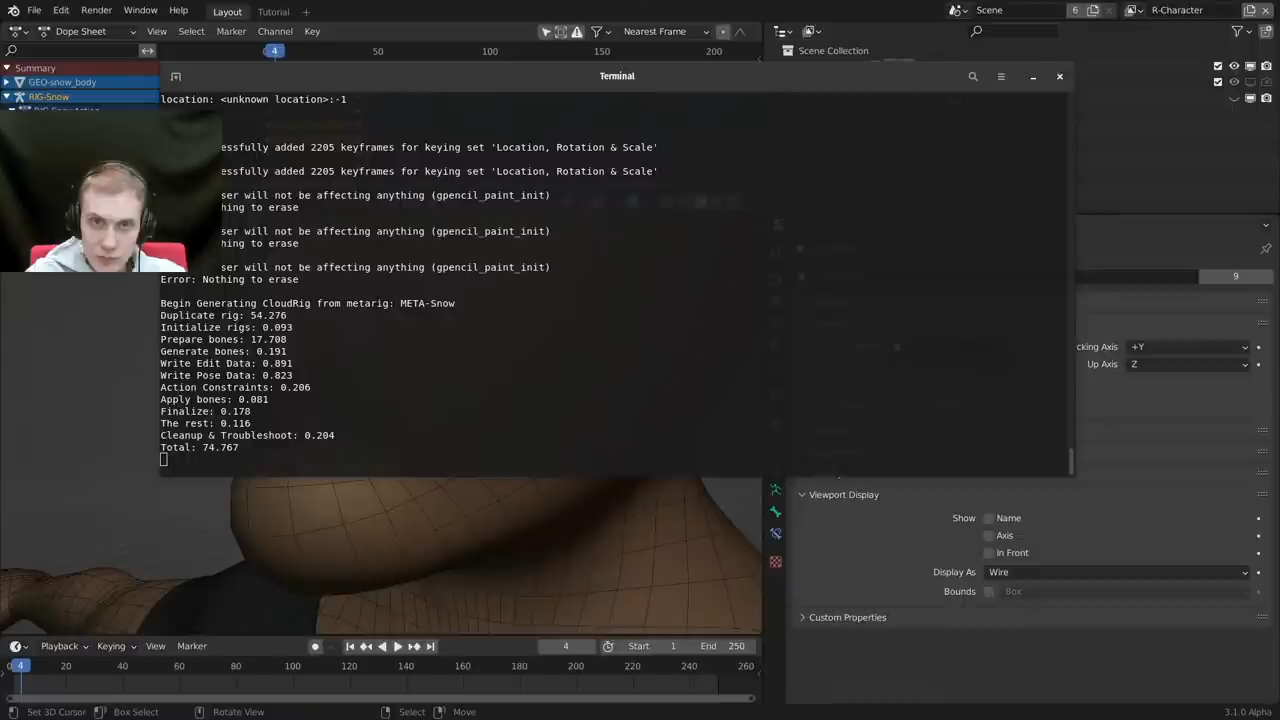 File Edit Render Window Help Layout Tutorial Scene 6 R-Character
Dope Sheet View Select Marker Channel Key Nearest Frame
4 50 100 150 200 Scene Collection
Summary
GEO-snow_body
RIG-Snow
Terminal
location: <unknown location>:-1
essfully added 2205 keyframes for keying set 'Location, Rotation & Scale'
essfully added 2205 keyframes for keying set 'Location, Rotation & Scale'
ser will not be affecting anything (gpencil_paint_init)
hing to erase
ser will not be affecting anything (gpencil_paint_init)
hing to erase
ser will not be affecting anything (gpencil_paint_init)
Error: Nothing to erase
Begin Generating CloudRig from metarig: META-Snow
Duplicate rig: 54.276
Initialize rigs: 0.093
Prepare bones: 17.708
Generate bones: 0.191
Write Edit Data: 0.891
Write Pose Data: 0.823
Action Constraints: 0.206
Apply bones: 0.081
Finalize: 0.178
The rest: 0.116
Cleanup & Troubleshoot: 0.204
Total: 74.767
9
cking Axis +Y
Up Axis Z
Viewport Display
Show Name
Axis
In Front
Display As Wire
Bounds Box
Custom Properties
Playback Keying View Marker 4 Start 1 End 250
0 4 20 40 60 80 100 120 140 160 180 200 220 240 260
Set 3D Cursor Box Select Rotate View Select Move 3.1.0 Alpha